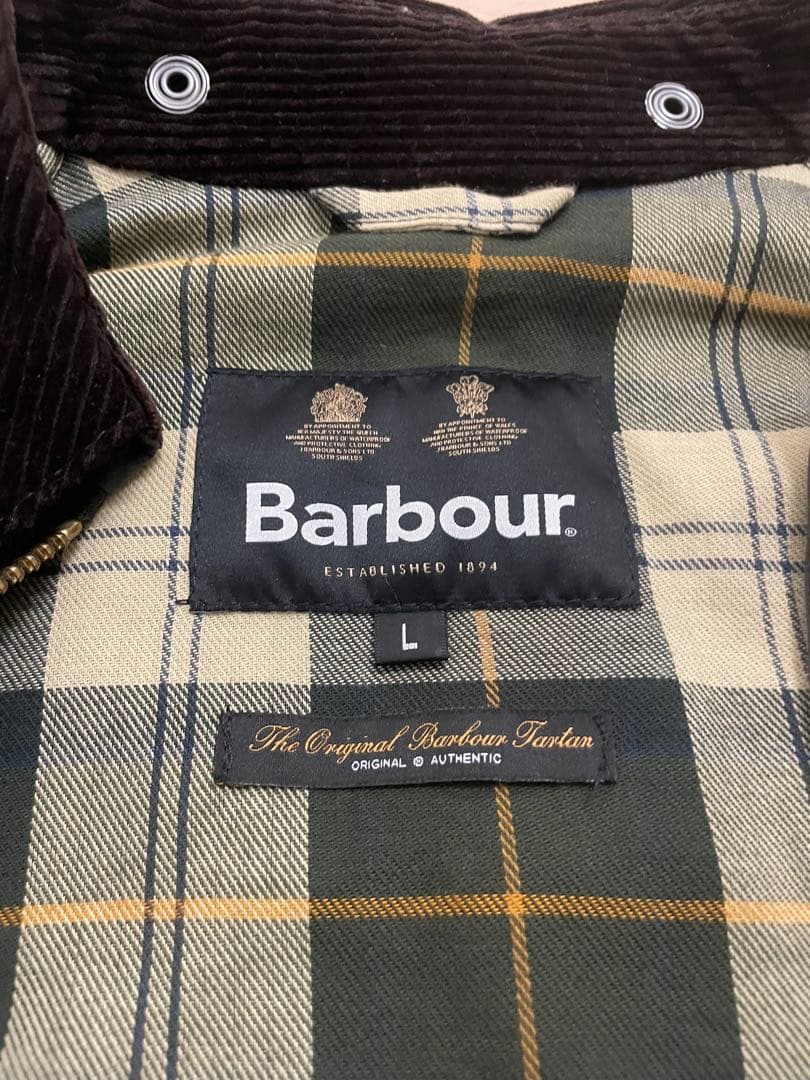 BY APPOINTMENT TO
HER MAJESTY THE QUEEN
MANUFACTURERS OF WATERPROOF
AND PROTECTIVE CLOTHING
J BARBOUR & SONS LTD
SOUTH SHIELDS
BY APPOINTMENT TO
HRH THE PRINCE OF WALES
MANUFACTURERS OF WATERPROOF
AND PROTECTIVE CLOTHING
J BARBOUR & SONS LTD
SOUTH SHIELDS
Barbour®
ESTABLISHED 1894
L
The Original Barbour Tartan
ORIGINAL ® AUTHENTIC